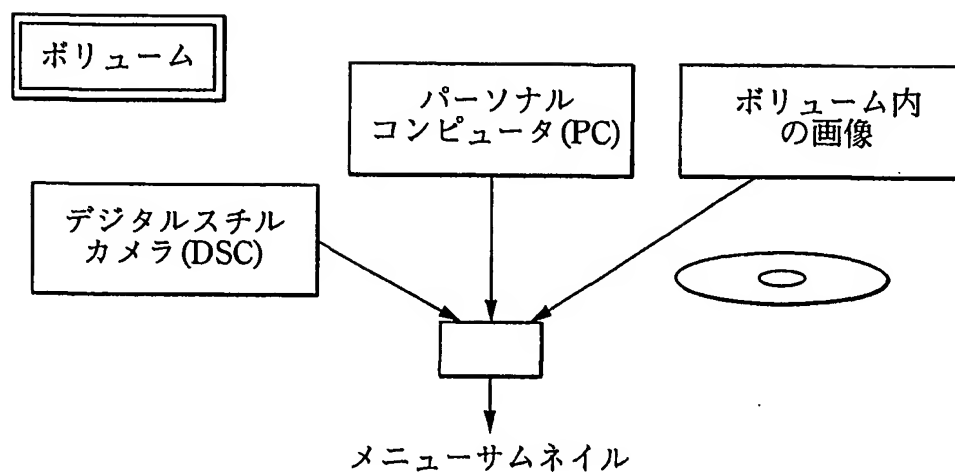 ボリューム
パーソナル
コンピュータ(PC)
ボリューム内
の画像
デジタルスチル
カメラ(DSC)
メニューサムネイル